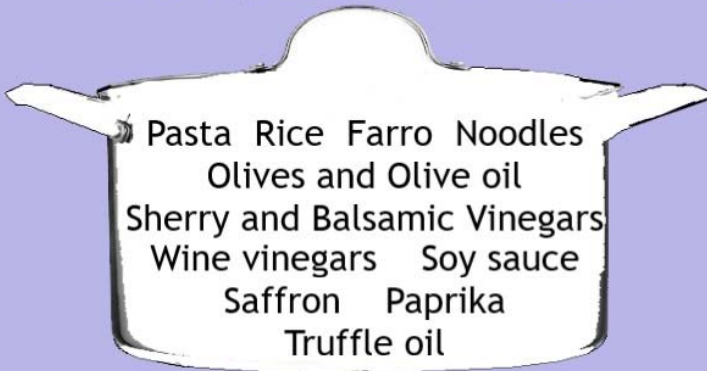 Pasta Rice Farro Noodles
Olives and Olive oil
Sherry and Balsamic Vinegars
Wine vinegars Soy sauce
Saffron Paprika
Truffle oil